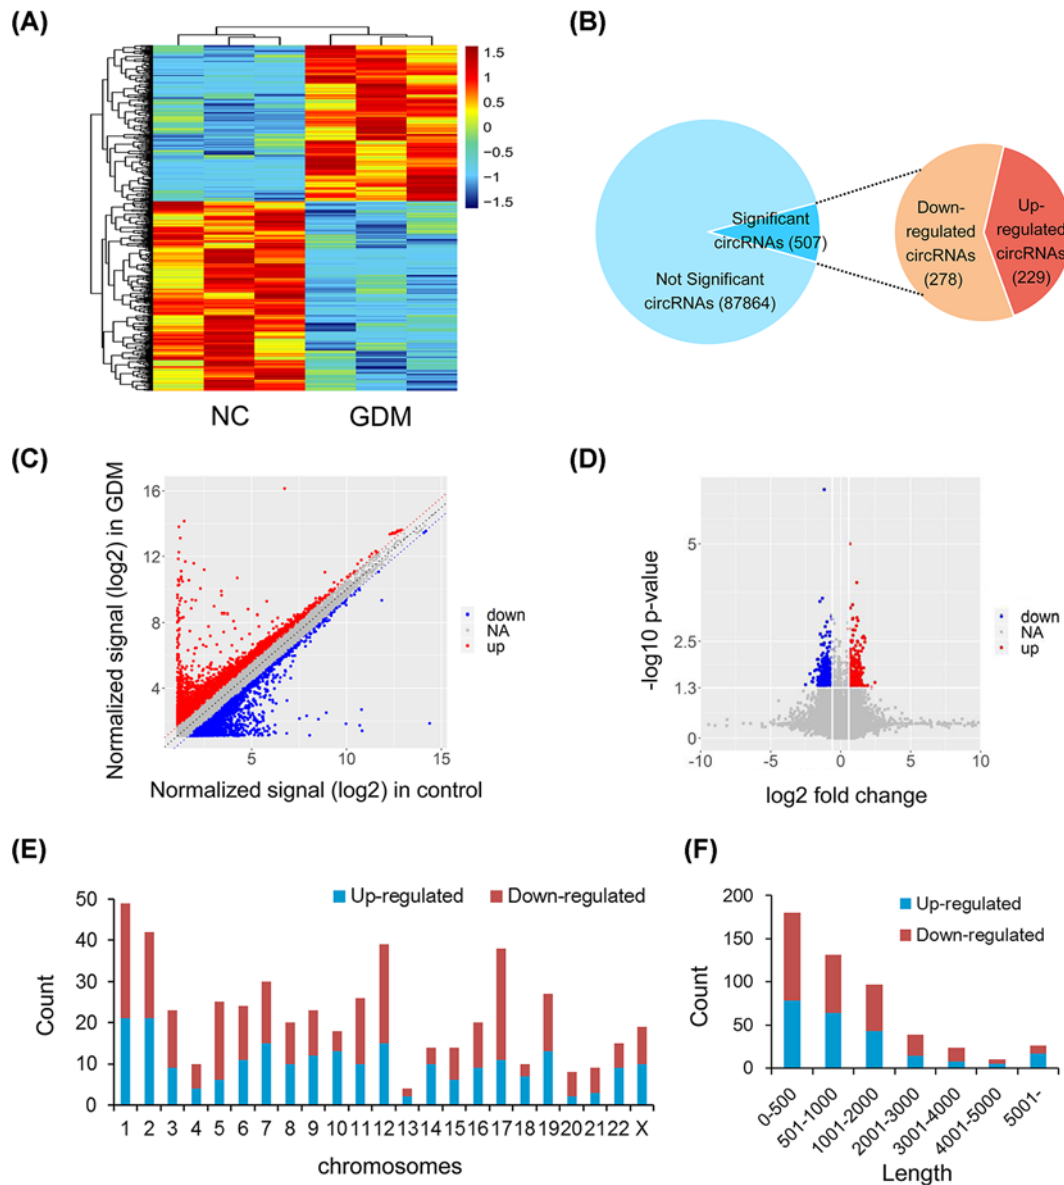 (A)
1.5
1
0.5
0
−0.5
−1
−1.5
NC
GDM
(B)
Significant
circRNAs (507)
Not Significant
circRNAs (87864)
Down-
regulated
circRNAs
(278)
Up-
regulated
circRNAs
(229)
(C)
Normalized signal (log2) in GDM
16
12
8
4
5
10
15
Normalized signal (log2) in control
down
NA
up
(D)
-log10 p-value
5
2.5
1.3
0
-10
-5
0
5
10
log2 fold change
down
NA
up
(E)
Up-regulated
Down-regulated
Count
50
40
30
20
10
0
1 2 3 4 5 6 7 8 9 10 11 12 13 14 15 16 17 18 19 20 21 22 X
chromosomes
(F)
Up-regulated
Down-regulated
Count
200
150
100
50
0
0-500
501-1000
1001-2000
2001-3000
3001-4000
4001-5000
5001-
Length